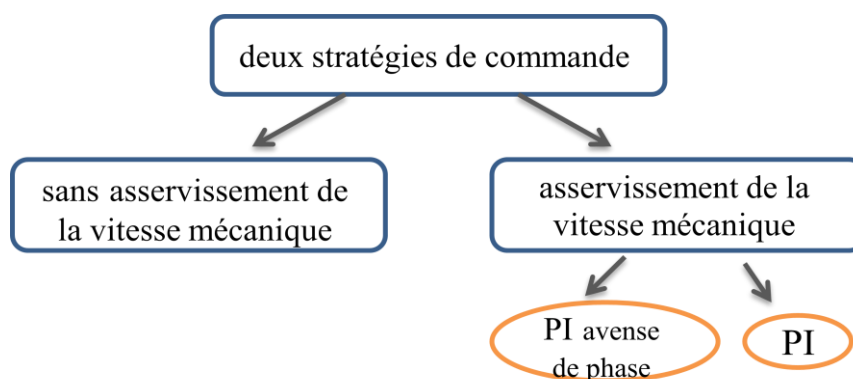 deux stratégies de commande
sans asservissement de
la vitesse mécanique
asservissement de la
vitesse mécanique
PI avense
de phase
PI